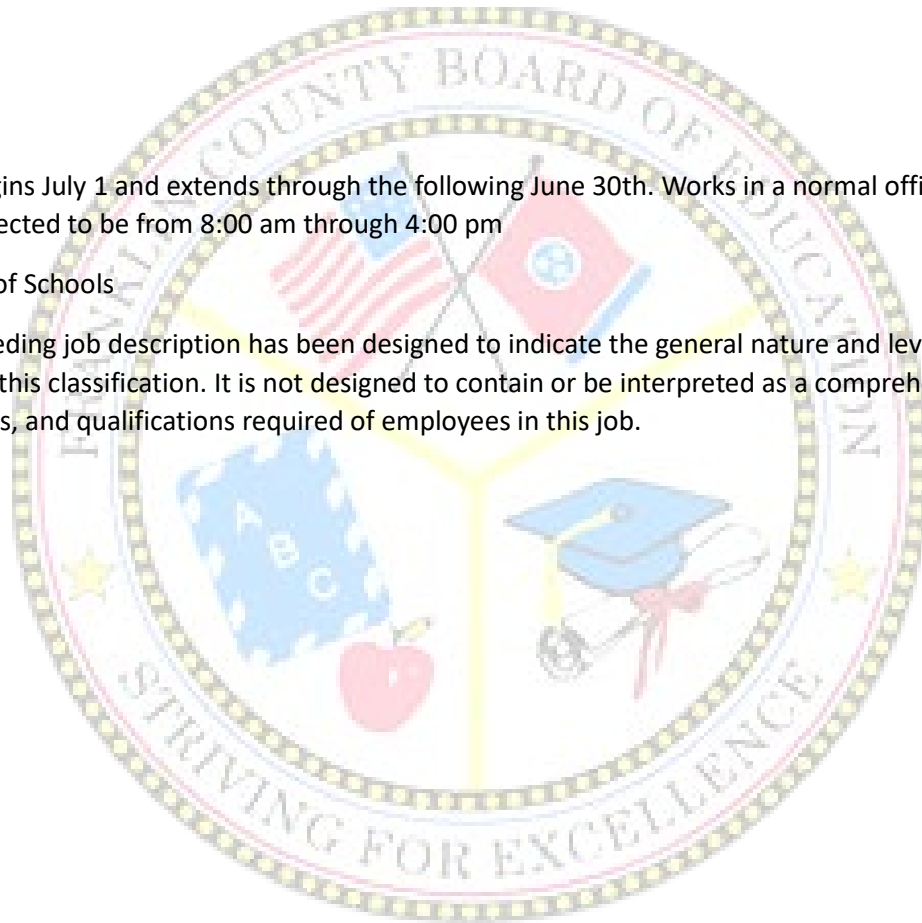 FRANKLIN COUNTY BOARD OF EDUCATION
gins July 1 and extends through the following June 30th. Works in a normal offi
ected to be from 8:00 am through 4:00 pm
of Schools
eding job description has been designed to indicate the general nature and lev
this classification. It is not designed to contain or be interpreted as a compreh
s, and qualifications required of employees in this job.
A
B
C
STRIVING FOR EXCELLENCE